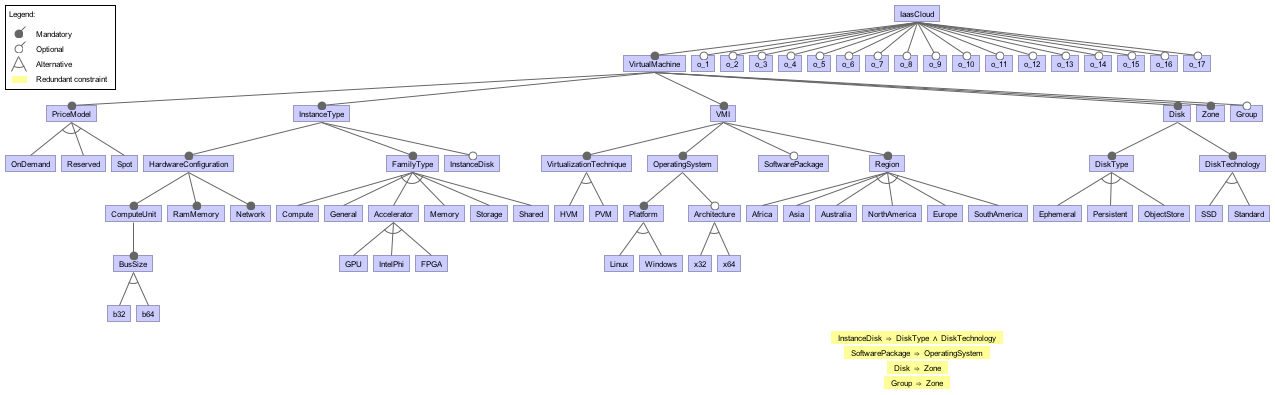 Legend:
Mandatory
Optional
Alternative
Redundant constraint
IaasCloud
VirtualMachine o_1 o_2 o_3 o_4 o_5 o_6 o_7 o_8 o_9 o_10 o_11 o_12 o_13 o_14 o_15 o_16 o_17
PriceModel InstanceType VMI Disk Zone Group
OnDemand Reserved Spot HardwareConfiguration FamilyType InstanceDisk VirtualizationTechnique OperatingSystem SoftwarePackage Region DiskType DiskTechnology
ComputeUnit RamMemory Network Compute General Accelerator Memory Storage Shared HVM PVM Platform Architecture Africa Asia Australia NorthAmerica Europe SouthAmerica Ephemeral Persistent ObjectStore SSD Standard
BusSize GPU IntelPhi FPGA Linux Windows x32 x64
b32 b64
InstanceDisk ⇒ DiskType ∧ DiskTechnology
SoftwarePackage ⇒ OperatingSystem
Disk ⇒ Zone
Group ⇒ Zone